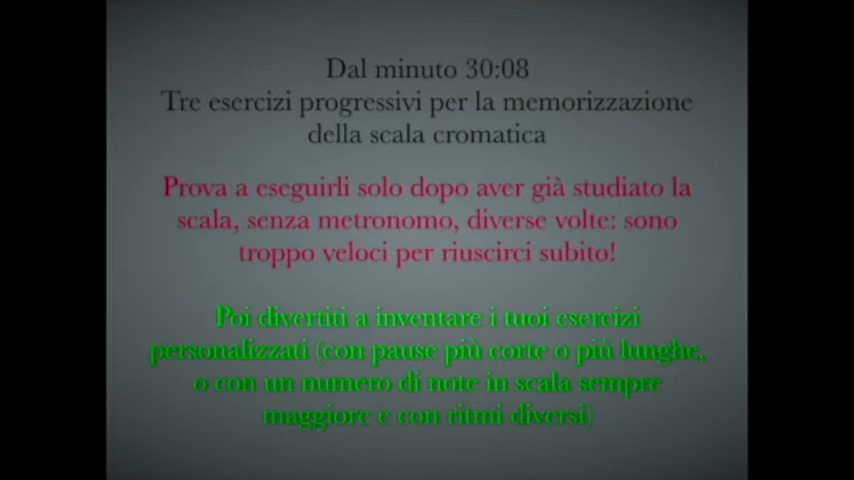 Dal minuto 30:08
Tre esercizi progressivi per la memorizzazione
della scala cromatica
Prova a eseguirli solo dopo aver già studiato la
scala, senza metronomo, diverse volte: sono
troppo veloci per riuscirci subito!
Poi divertiti a inventare i tuoi esercizi
personalizzati (con pause più corte o più lunghe,
o con un numero di note in scala sempre
maggiore e con ritmi diversi)